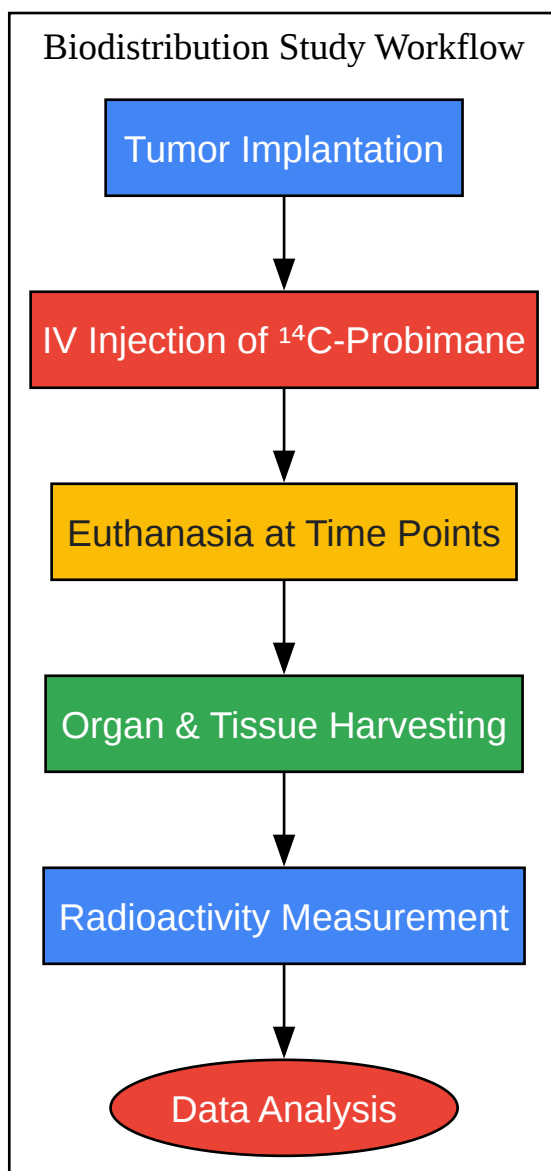 Biodistribution Study Workflow
Tumor Implantation
IV Injection of ¹⁴C-Probimane
Euthanasia at Time Points
Organ & Tissue Harvesting
Radioactivity Measurement
Data Analysis